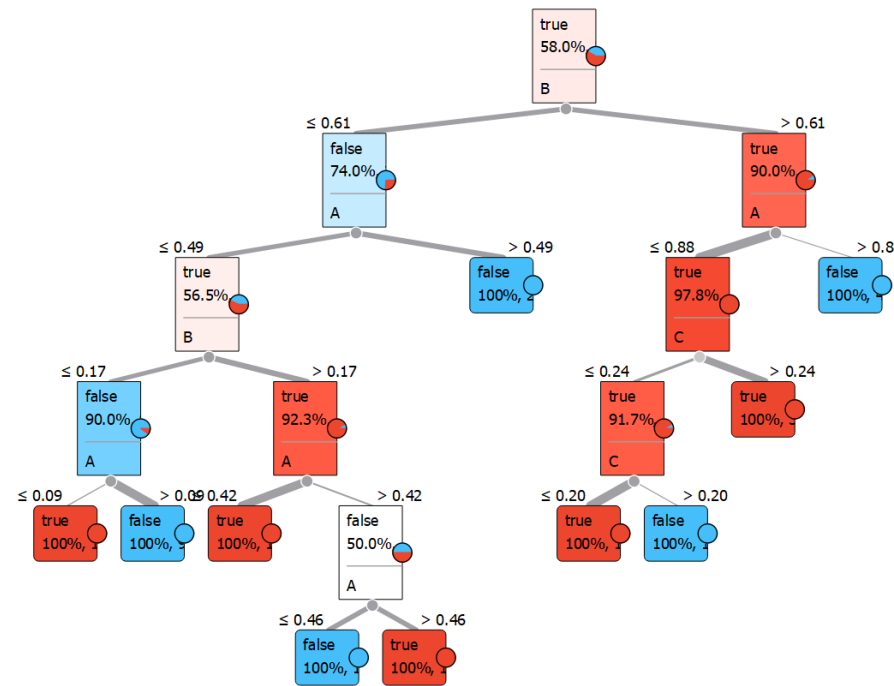 true
58.0%,
B
≤ 0.61
> 0.61
false
74.0%,
A
true
90.0%,
A
≤ 0.49
> 0.49
≤ 0.88
> 0.8
true
56.5%,
B
false
100%,
true
97.8%,
C
false
100%,
≤ 0.17
> 0.17
≤ 0.24
> 0.24
false
90.0%,
A
true
92.3%,
A
true
91.7%,
C
true
100%,
≤ 0.09
> 0.09
≤ 0.42
> 0.42
≤ 0.20
> 0.20
true
100%,
false
100%,
true
100%,
false
50.0%,
A
true
100%,
false
100%,
≤ 0.46
> 0.46
false
100%,
true
100%,